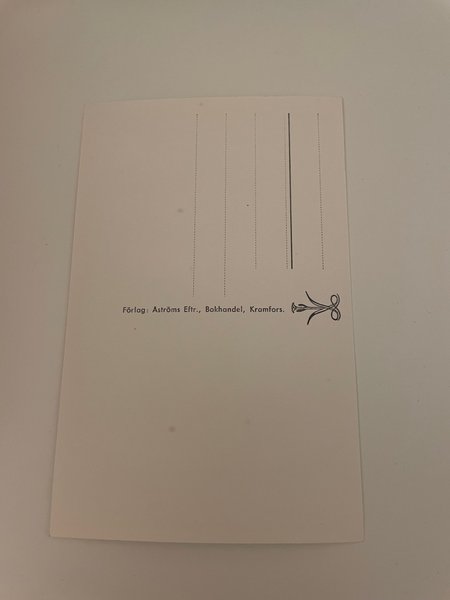 Förlag: Åströms Eftr., Bokhandel, Kramfors.